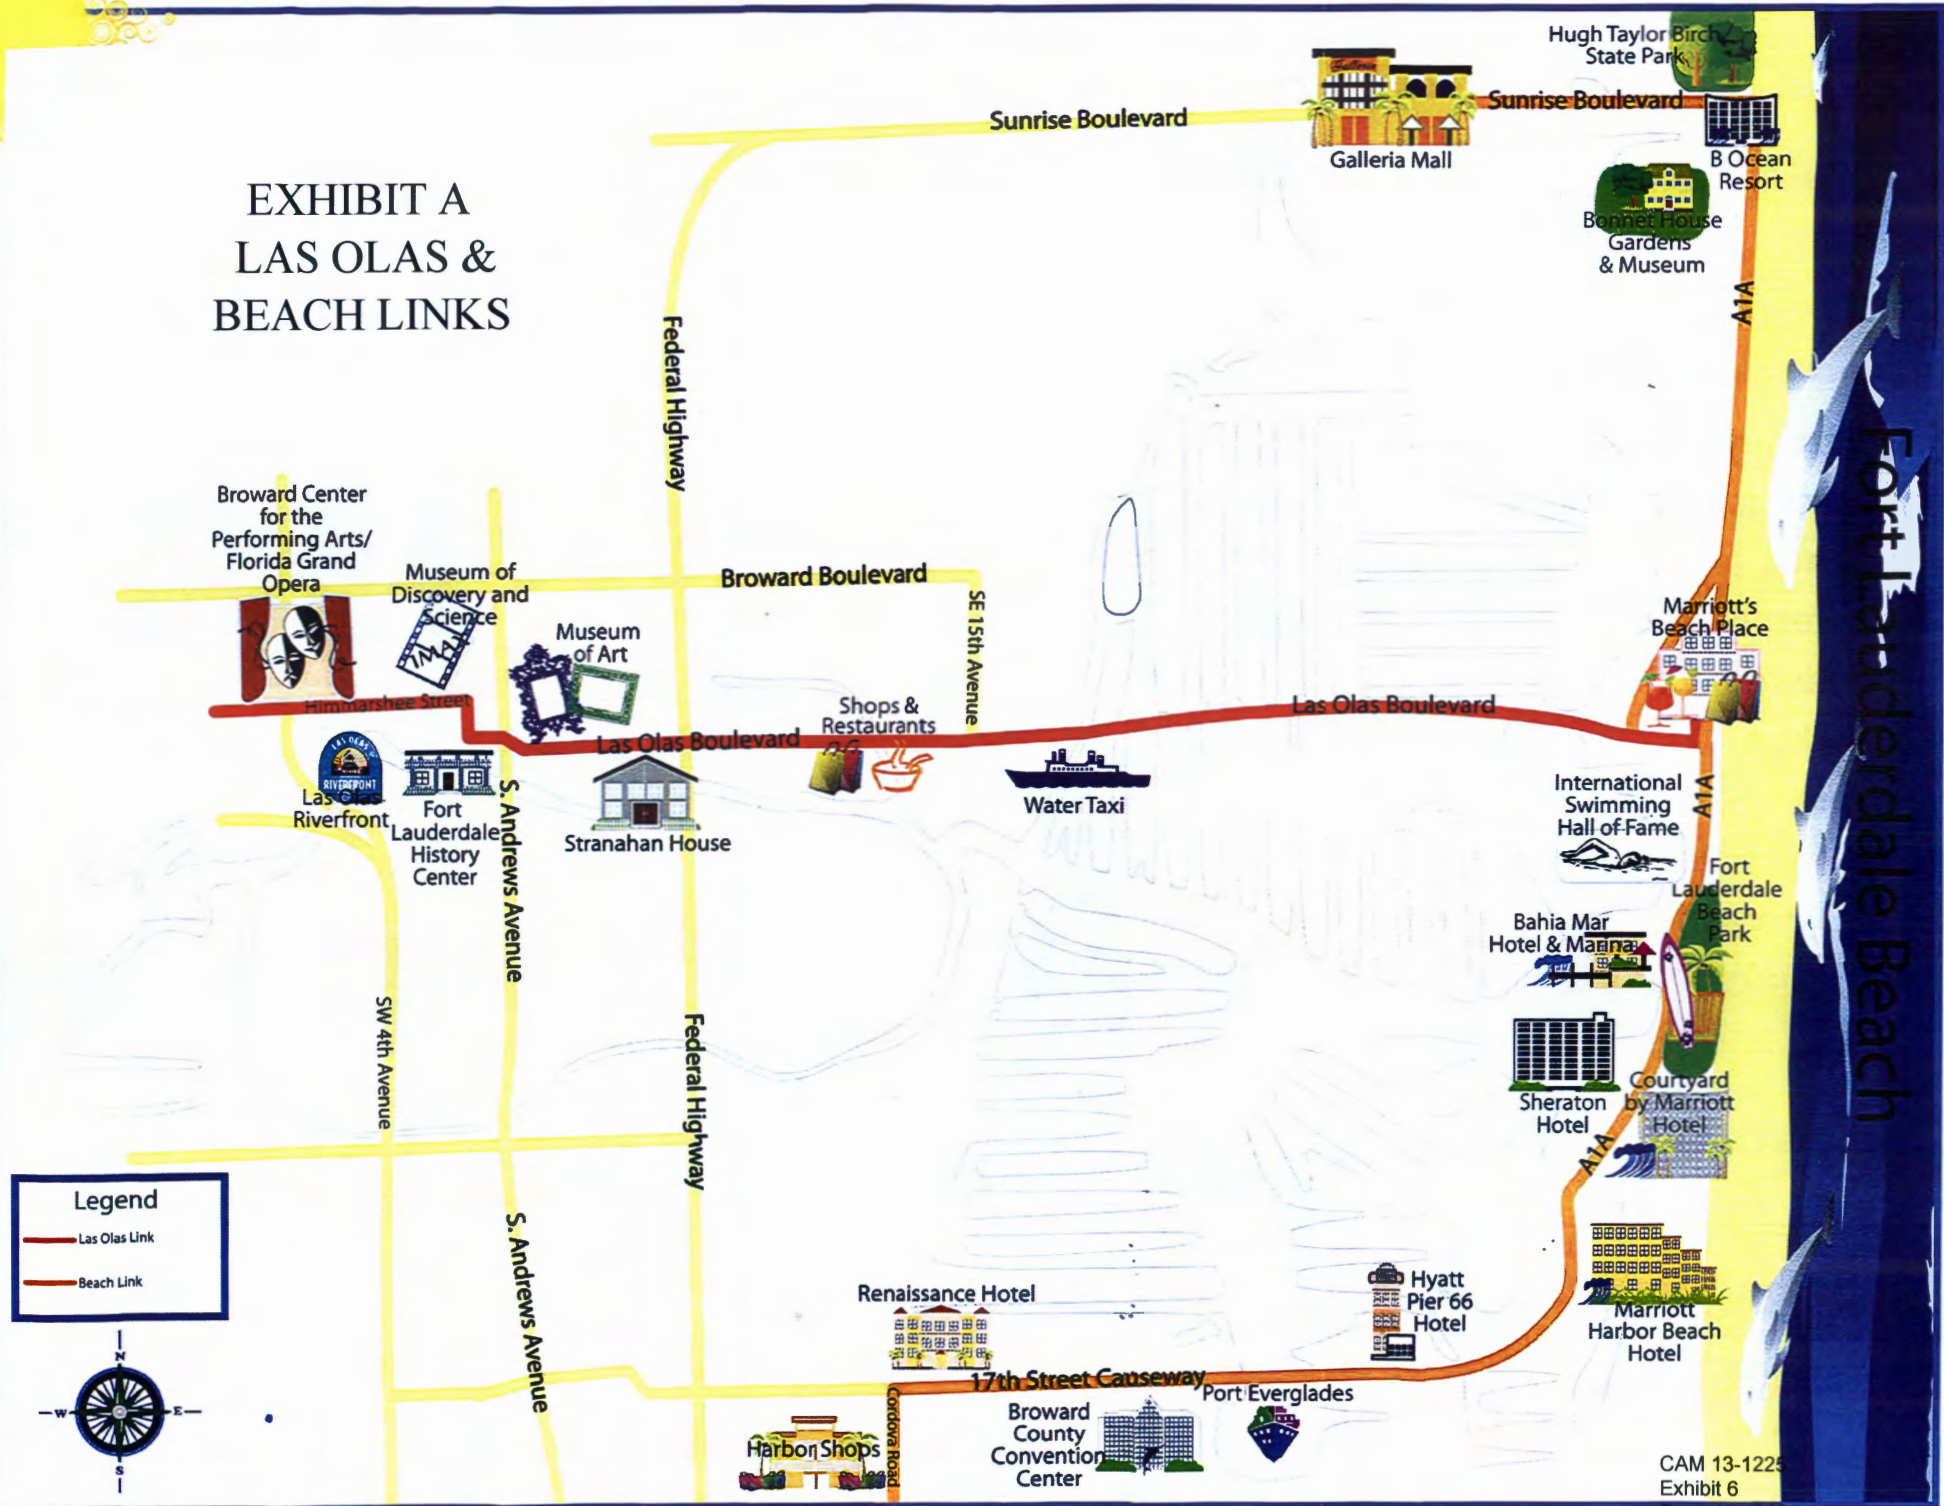 Hugh Taylor Birch
State Park
Galleria
Sunrise Boulevard
Sunrise Boulevard
Galleria Mall
B Ocean
Resort
EXHIBIT A
LAS OLAS &
BEACH LINKS
Bonnet House
Gardens
& Museum
A1A
Federal Highway
Fort Lauderdale Beach
Broward Center
for the
Performing Arts/
Florida Grand
Opera
Museum of
Discovery and
Science
IMAX
Broward Boulevard
SE 15th Avenue
Museum
of Art
Marriott's
Beach Place
Himmarshee Street
Las Olas Boulevard
Shops &
Restaurants
Las Olas Boulevard
LAS OLAS
RIVERFRONT
Las Olas
Riverfront
Fort
Lauderdale
History
Center
S. Andrews Avenue
Stranahan House
Water Taxi
International
Swimming
Hall of Fame
A1A
Fort
Lauderdale
Beach
Park
Bahia Mar
Hotel & Marina
SW 4th Avenue
Federal Highway
Sheraton
Hotel
Courtyard
by Marriott
Hotel
A1A
Legend
Las Olas Link
Beach Link
S. Andrews Avenue
Renaissance Hotel
Hyatt
Pier 66
Hotel
Marriott
Harbor Beach
Hotel
17th Street Causeway
Port Everglades
Cordova Road
Harbor Shops
Broward
County
Convention
Center
N
W
E
S
CAM 13-1225
Exhibit 6